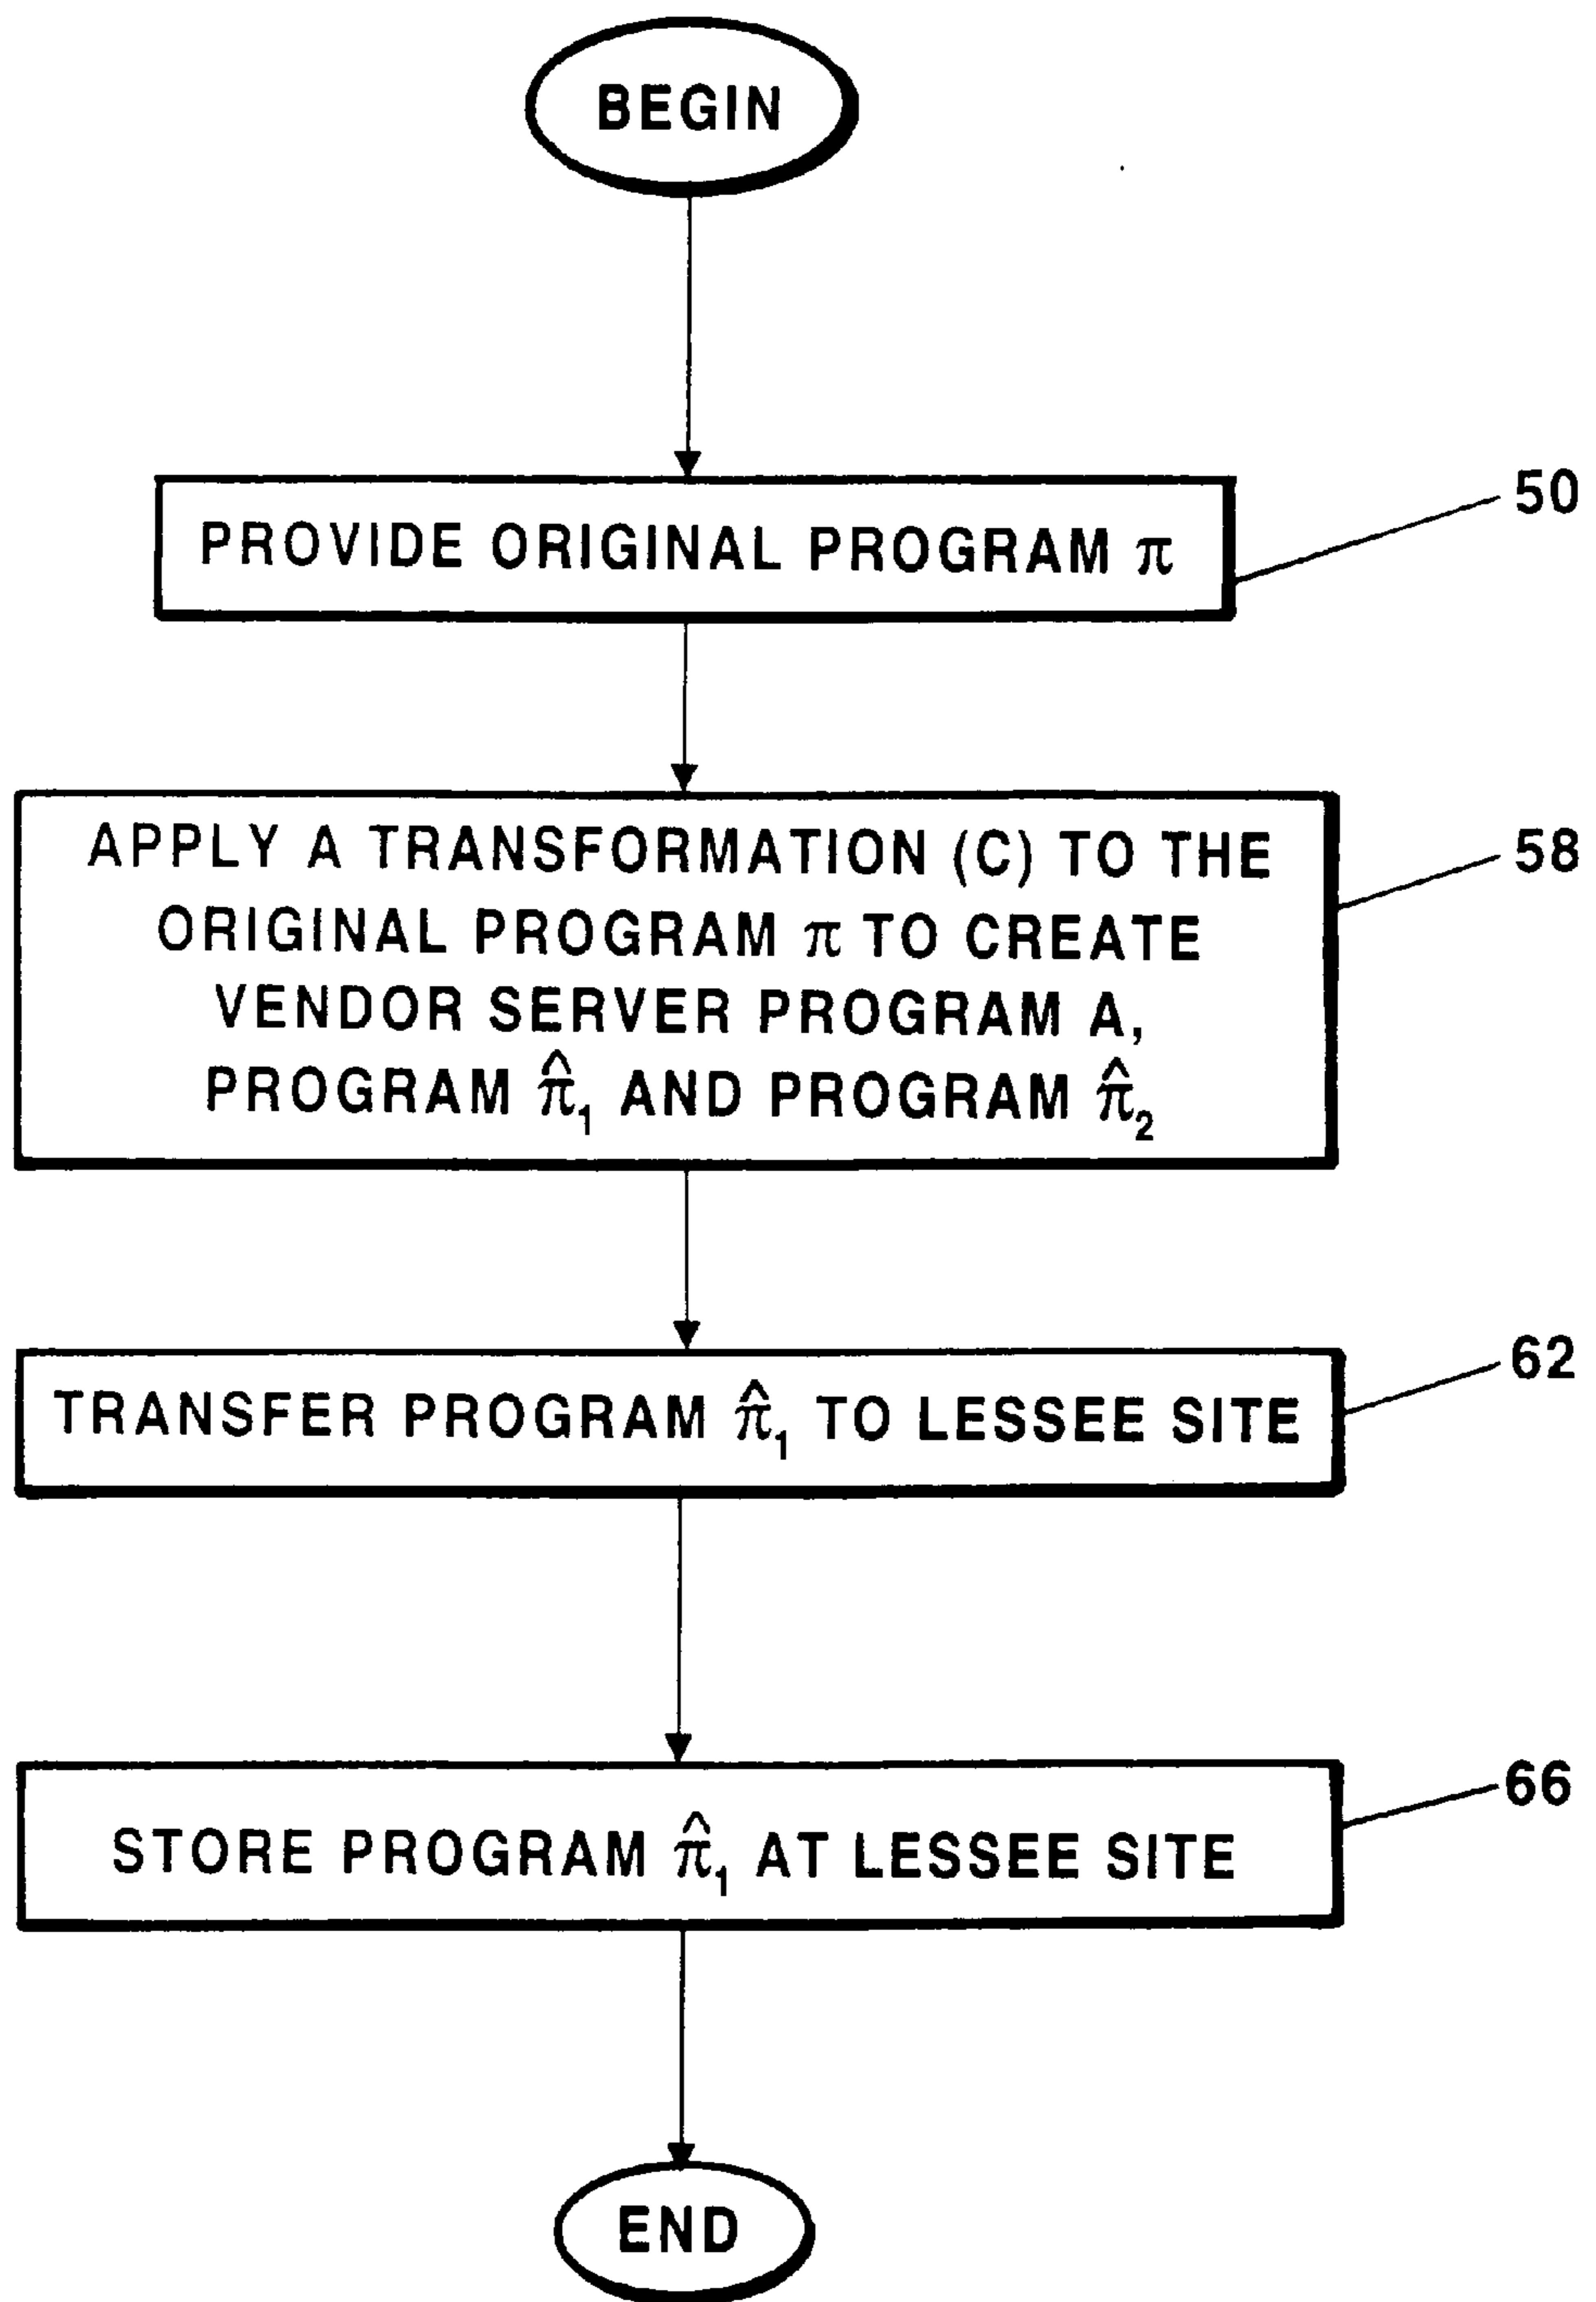 BEGIN
PROVIDE ORIGINAL PROGRAM π
50
APPLY A TRANSFORMATION (C) TO THE
ORIGINAL PROGRAM π TO CREATE
VENDOR SERVER PROGRAM A,
PROGRAM π̂₁ AND PROGRAM π̂₂
58
TRANSFER PROGRAM π̂₁ TO LESSEE SITE
62
STORE PROGRAM π̂₁ AT LESSEE SITE
66
END